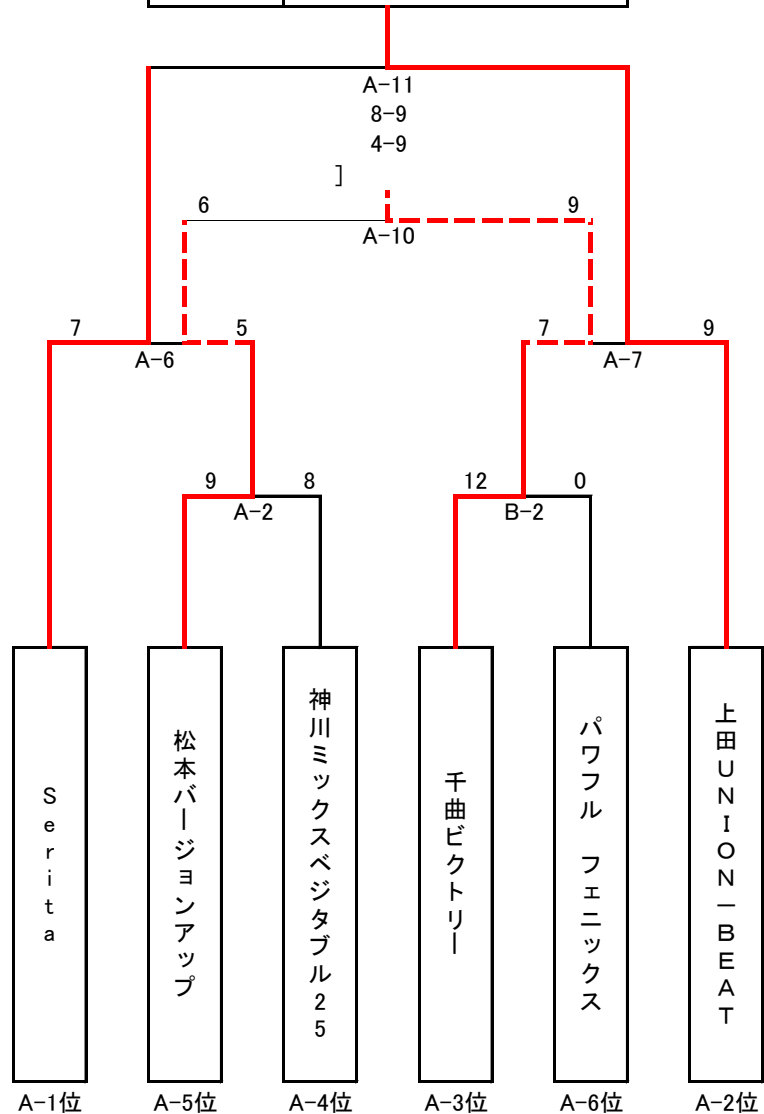 A-11
8-9
4-9
]
6
9
A-10
7
5
7
9
A-6
A-7
9
8
12
0
A-2
B-2
Serita
松本バージョンアップ
神川ミックスベジタブル25
千曲ビクトリー
パワフル フェニックス
上田UNION-BEAT
A-1位
A-5位
A-4位
A-3位
A-6位
A-2位